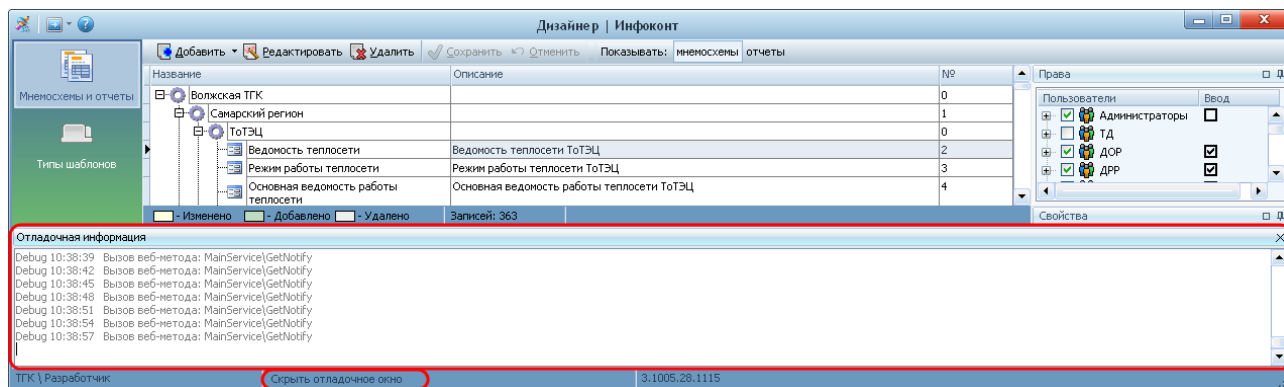 Дизайнер | Инфоконт
Добавить Редактировать Удалить Сохранить Отменить Показывать: мнемосхемы отчеты
Мнемосхемы и отчеты
Типы шаблонов
Название Описание №
Волжская ТГК 0
Самарский регион 1
ТоТЭЦ 0
Ведомость теплосети Ведомость теплосети ТоТЭЦ 2
Режим работы теплосети Режим работы теплосети ТоТЭЦ 3
Основная ведомость работы теплосети Основная ведомость работы теплосети ТоТЭЦ 4
- Изменено - Добавлено - Удалено Записей: 363
Права
Пользователи Ввод
Администраторы
ТД
ДОР
ДРР
Свойства
Отладочная информация
Debug 10:38:39 Вызов веб-метода: MainService\GetNotify
Debug 10:38:42 Вызов веб-метода: MainService\GetNotify
Debug 10:38:45 Вызов веб-метода: MainService\GetNotify
Debug 10:38:48 Вызов веб-метода: MainService\GetNotify
Debug 10:38:51 Вызов веб-метода: MainService\GetNotify
Debug 10:38:54 Вызов веб-метода: MainService\GetNotify
Debug 10:38:57 Вызов веб-метода: MainService\GetNotify
ТГК \ Разработчик Скрыть отладочное окно 3.1005.28.1115